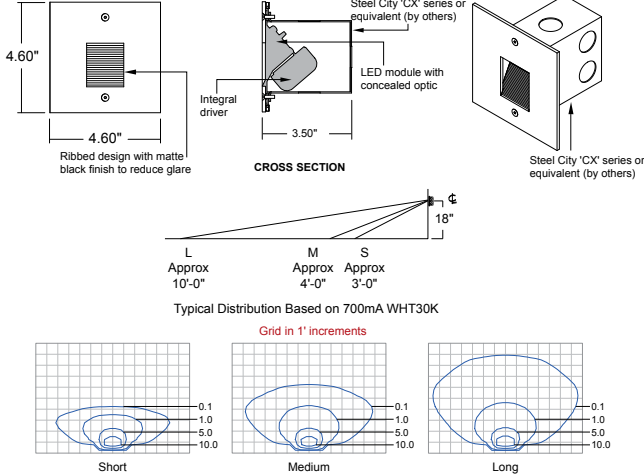 Steel City 'CX' series or
equivalent (by others)
4.60"
LED module with
concealed optic
Integral
driver
4.60"
3.50"
Ribbed design with matte
black finish to reduce glare
CROSS SECTION
Steel City 'CX' series or
equivalent (by others)
℄
18"
L
Approx
10'-0"
M
Approx
4'-0"
S
Approx
3'-0"
Typical Distribution Based on 700mA WHT30K
Grid in 1' increments
0.1
1.0
5.0
10.0
Short
0.1
1.0
5.0
10.0
Medium
0.1
1.0
5.0
10.0
Long